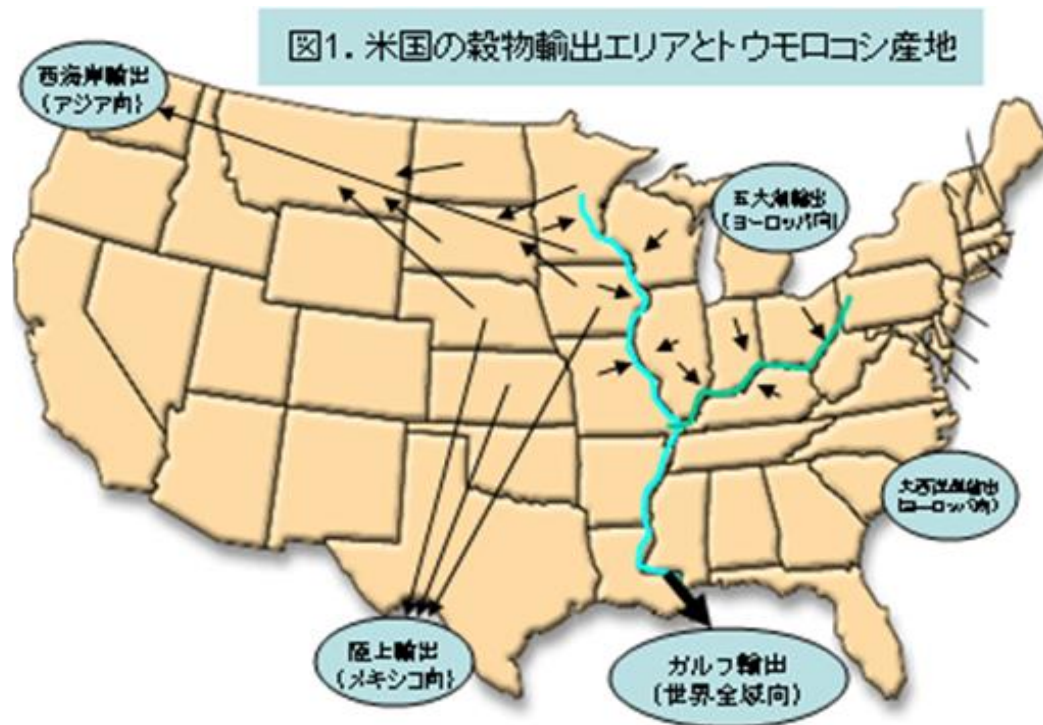 図1. 米国の穀物輸出エリアとトウモロコシ産地
西海岸輸出
(アジア向)
五大湖輸出
(ヨーロッパ向)
大西洋岸輸出
(ヨーロッパ向)
陸上輸出
(メキシコ向)
ガルフ輸出
(世界全域向)